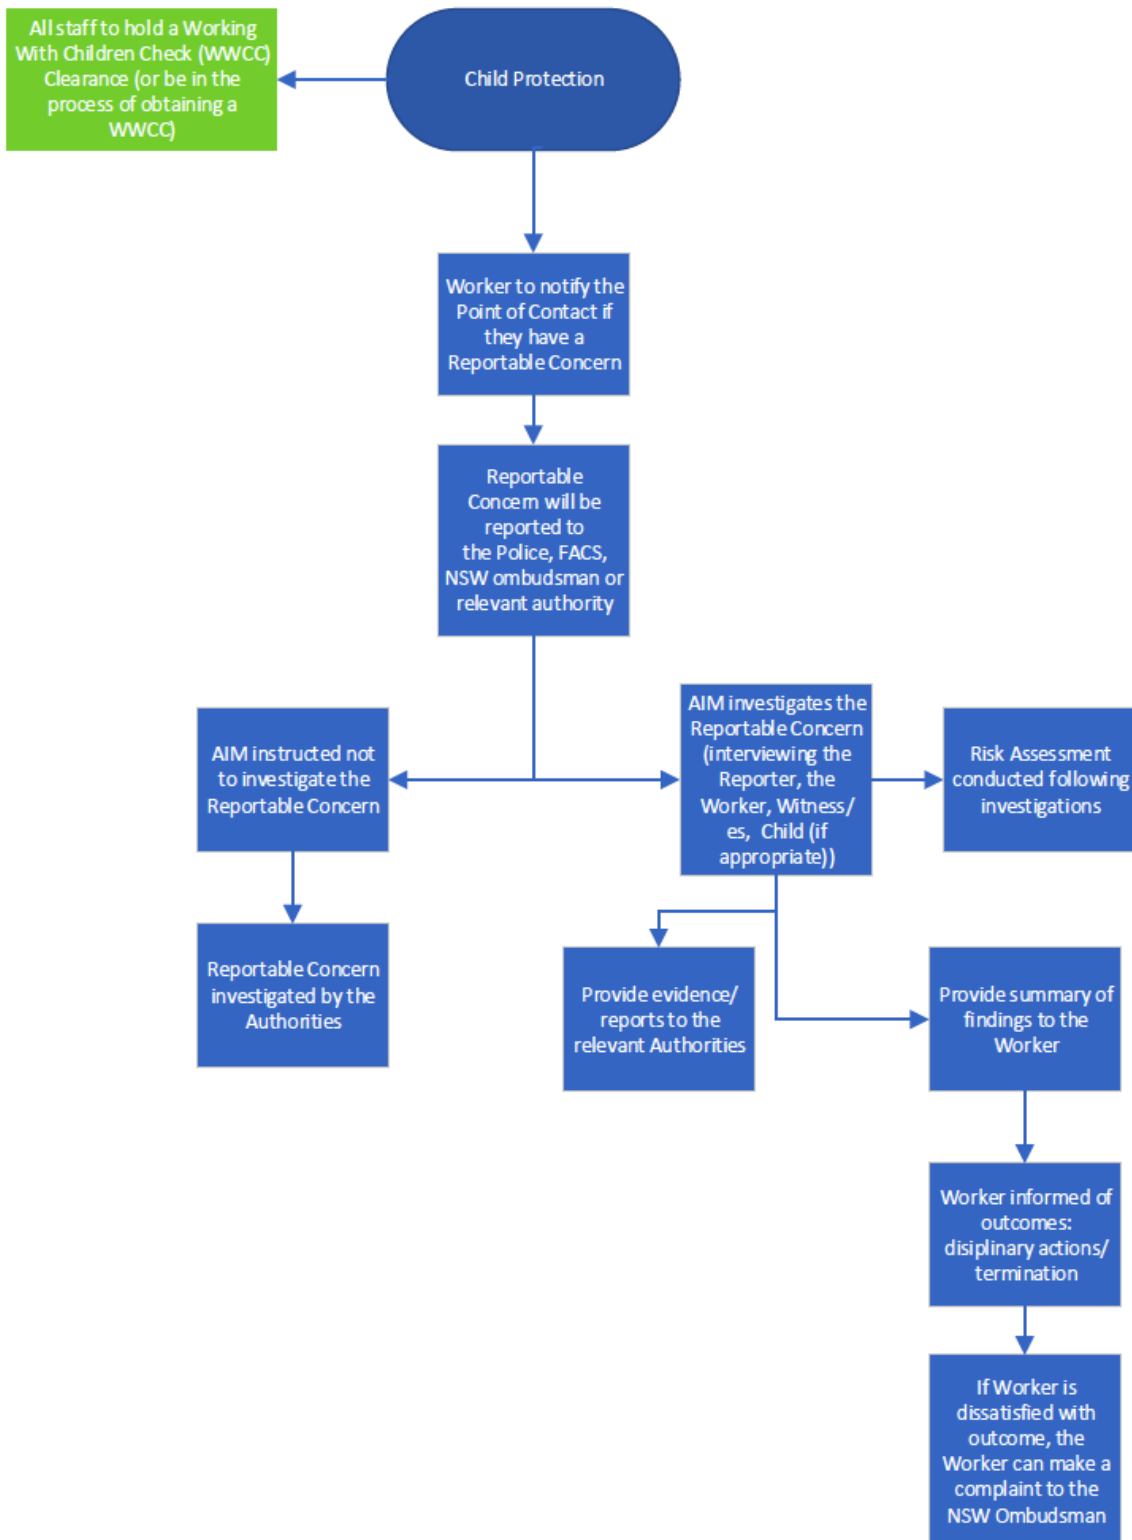 All staff to hold a Working
With Children Check (WWCC)
Clearance (or be in the
process of obtaining a
WWCC)
Child Protection
Worker to notify the
Point of Contact if
they have a
Reportable Concern
Reportable
Concern will be
reported to
the Police, FACS,
NSW ombudsman or
relevant authority
AIM instructed not
to investigate the
Reportable Concern
AIM investigates the
Reportable Concern
(interviewing the
Reporter, the
Worker, Witness/
es, Child (if
appropriate))
Risk Assessment
conducted following
investigations
Reportable Concern
investigated by the
Authorities
Provide evidence/
reports to the
relevant Authorities
Provide summary of
findings to the
Worker
Worker informed of
outcomes:
disiplinary actions/
termination
If Worker is
dissatisfied with
outcome, the
Worker can make a
complaint to the
NSW Ombudsman